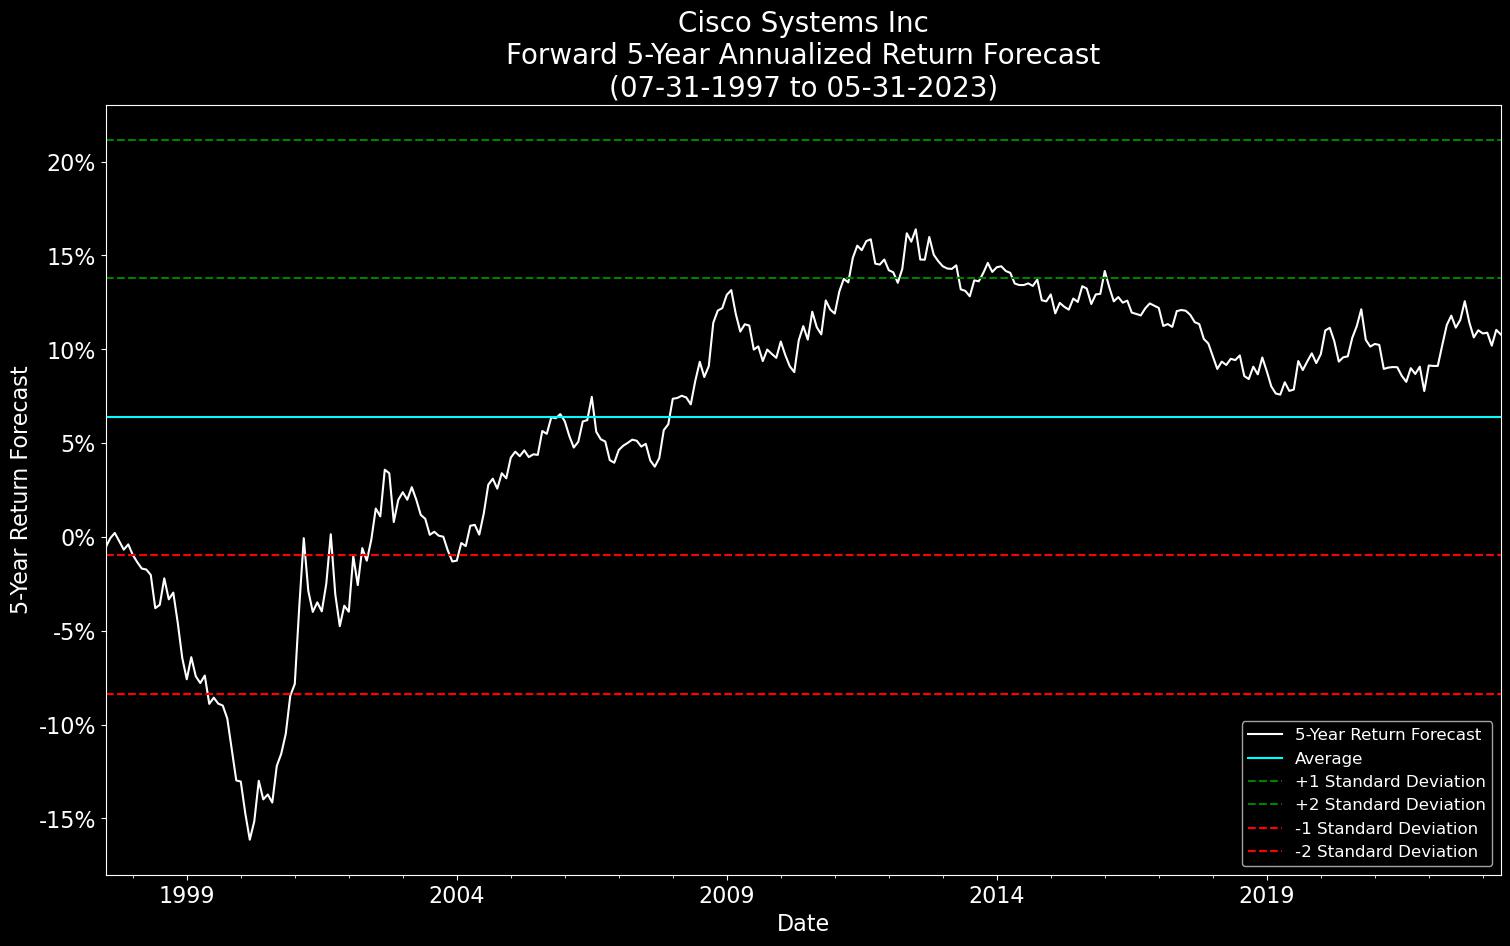 Cisco Systems Inc
Forward 5-Year Annualized Return Forecast
(07-31-1997 to 05-31-2023)
20%
15%
10%
5%
0%
-5%
-10%
-15%
5-Year Return Forecast
1999
2004
2009
2014
2019
Date
5-Year Return Forecast
Average
+1 Standard Deviation
+2 Standard Deviation
-1 Standard Deviation
-2 Standard Deviation